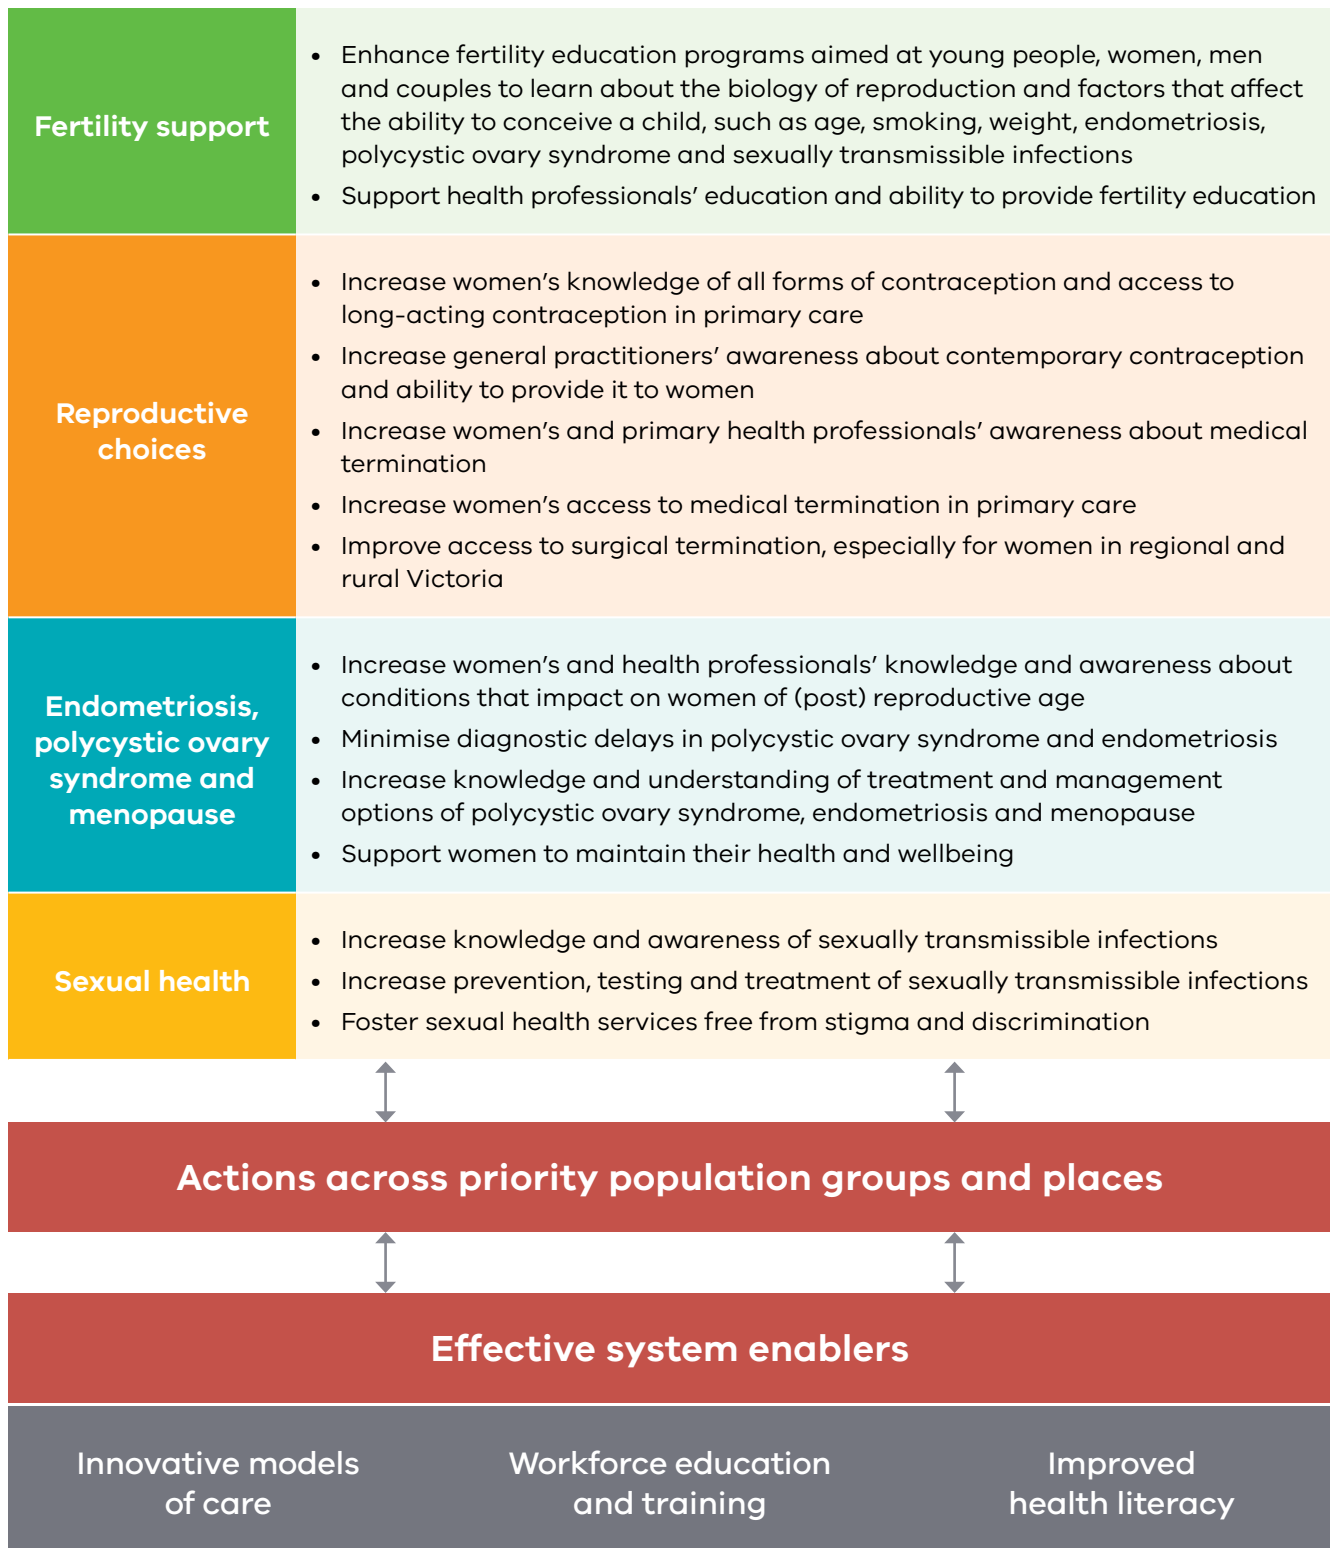 Fertility support
• Enhance fertility education programs aimed at young people, women, men
and couples to learn about the biology of reproduction and factors that affect
the ability to conceive a child, such as age, smoking, weight, endometriosis,
polycystic ovary syndrome and sexually transmissible infections
• Support health professionals’ education and ability to provide fertility education
Reproductive
choices
• Increase women’s knowledge of all forms of contraception and access to
long-acting contraception in primary care
• Increase general practitioners’ awareness about contemporary contraception
and ability to provide it to women
• Increase women’s and primary health professionals’ awareness about medical
termination
• Increase women’s access to medical termination in primary care
• Improve access to surgical termination, especially for women in regional and
rural Victoria
Endometriosis,
polycystic ovary
syndrome and
menopause
• Increase women’s and health professionals’ knowledge and awareness about
conditions that impact on women of (post) reproductive age
• Minimise diagnostic delays in polycystic ovary syndrome and endometriosis
• Increase knowledge and understanding of treatment and management
options of polycystic ovary syndrome, endometriosis and menopause
• Support women to maintain their health and wellbeing
Sexual health
• Increase knowledge and awareness of sexually transmissible infections
• Increase prevention, testing and treatment of sexually transmissible infections
• Foster sexual health services free from stigma and discrimination
Actions across priority population groups and places
Effective system enablers
Innovative models
of care
Workforce education
and training
Improved
health literacy